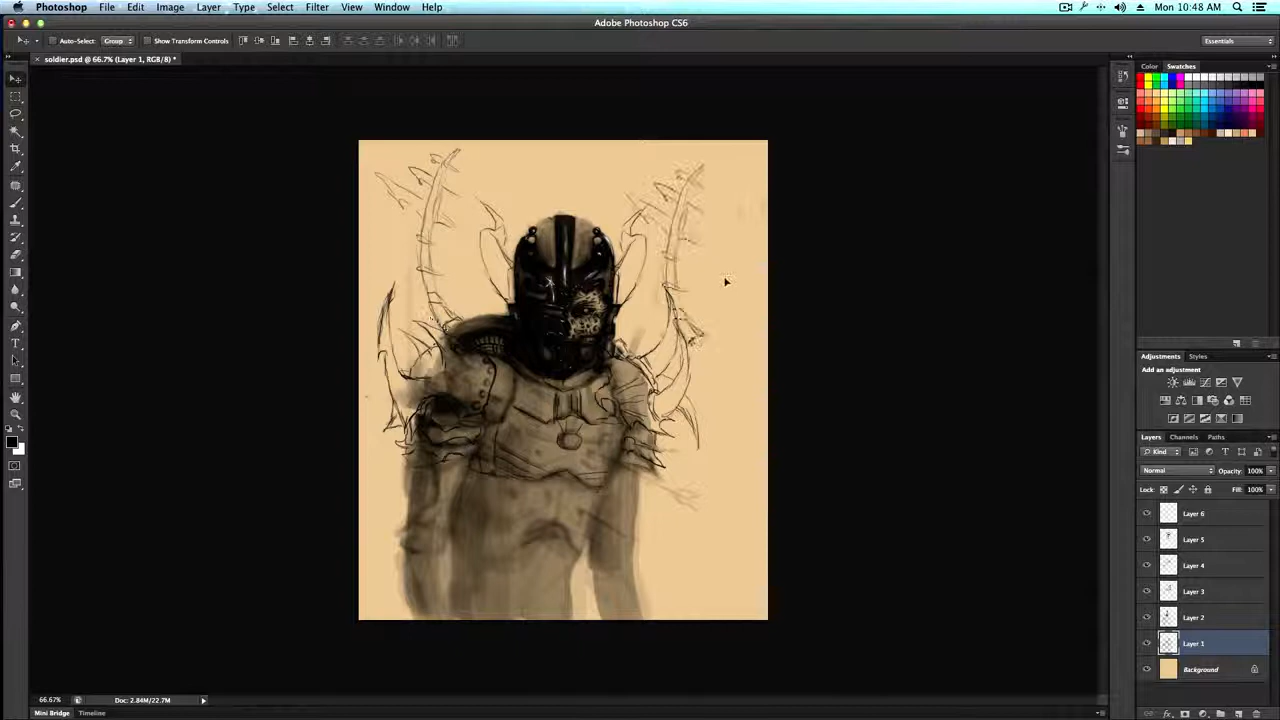 Photoshop File Edit Image Layer Type Select Filter View Window Help Mon 10:48 AM
Adobe Photoshop CS6
Auto-Select: Group Show Transform Controls Essentials
soldier.psd @ 66.7% (Layer 1, RGB/8) *
Color Swatches
Adjustments Styles
Add an adjustment
Layers Channels Paths
Kind
Normal Opacity: 100%
Lock: Fill: 100%
Layer 6
Layer 5
Layer 4
Layer 3
Layer 2
Layer 1
Background
66.67% Doc: 2.84M/22.7M
Mini Bridge Timeline